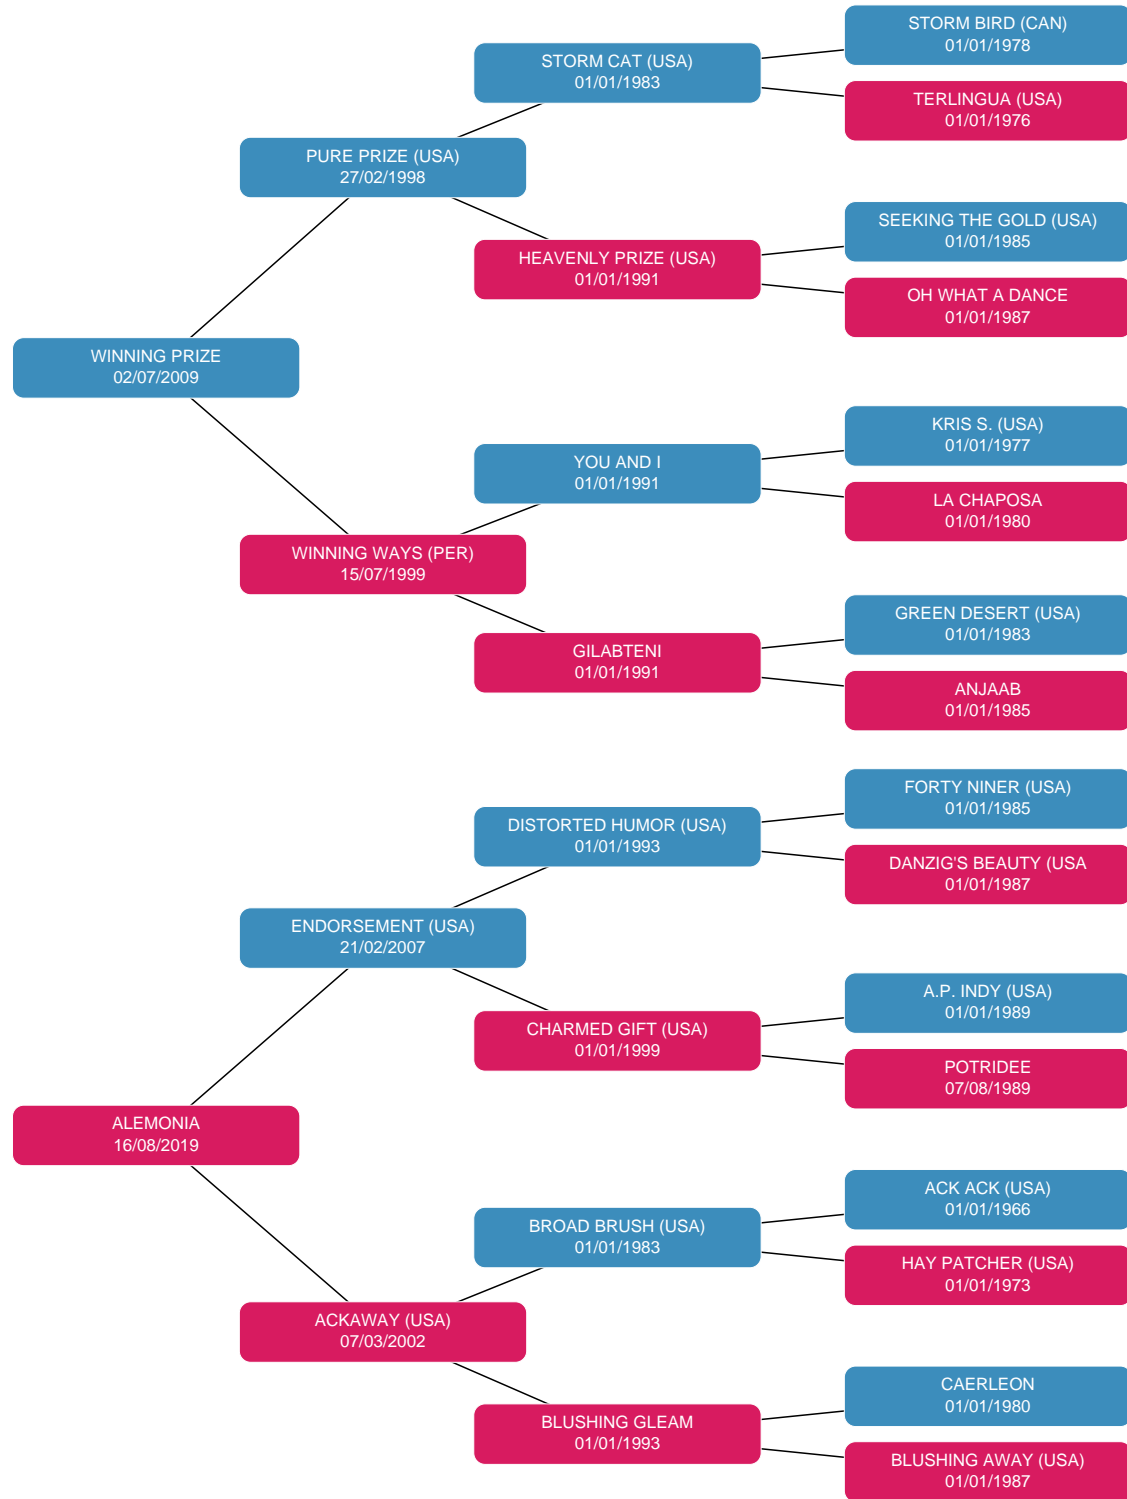 STORM BIRD (CAN)
01/01/1978
STORM CAT (USA)
01/01/1983
TERLINGUA (USA)
01/01/1976
PURE PRIZE (USA)
27/02/1998
SEEKING THE GOLD (USA)
01/01/1985
HEAVENLY PRIZE (USA)
01/01/1991
OH WHAT A DANCE
01/01/1987
WINNING PRIZE
02/07/2009
KRIS S. (USA)
01/01/1977
YOU AND I
01/01/1991
LA CHAPOSA
01/01/1980
WINNING WAYS (PER)
15/07/1999
GREEN DESERT (USA)
01/01/1983
GILABTENI
01/01/1991
ANJAAB
01/01/1985
FORTY NINER (USA)
01/01/1985
DISTORTED HUMOR (USA)
01/01/1993
DANZIG'S BEAUTY (USA
01/01/1987
ENDORSEMENT (USA)
21/02/2007
A.P. INDY (USA)
01/01/1989
CHARMED GIFT (USA)
01/01/1999
POTRIDEE
07/08/1989
ALEMONIA
16/08/2019
ACK ACK (USA)
01/01/1966
BROAD BRUSH (USA)
01/01/1983
HAY PATCHER (USA)
01/01/1973
ACKAWAY (USA)
07/03/2002
CAERLEON
01/01/1980
BLUSHING GLEAM
01/01/1993
BLUSHING AWAY (USA)
01/01/1987